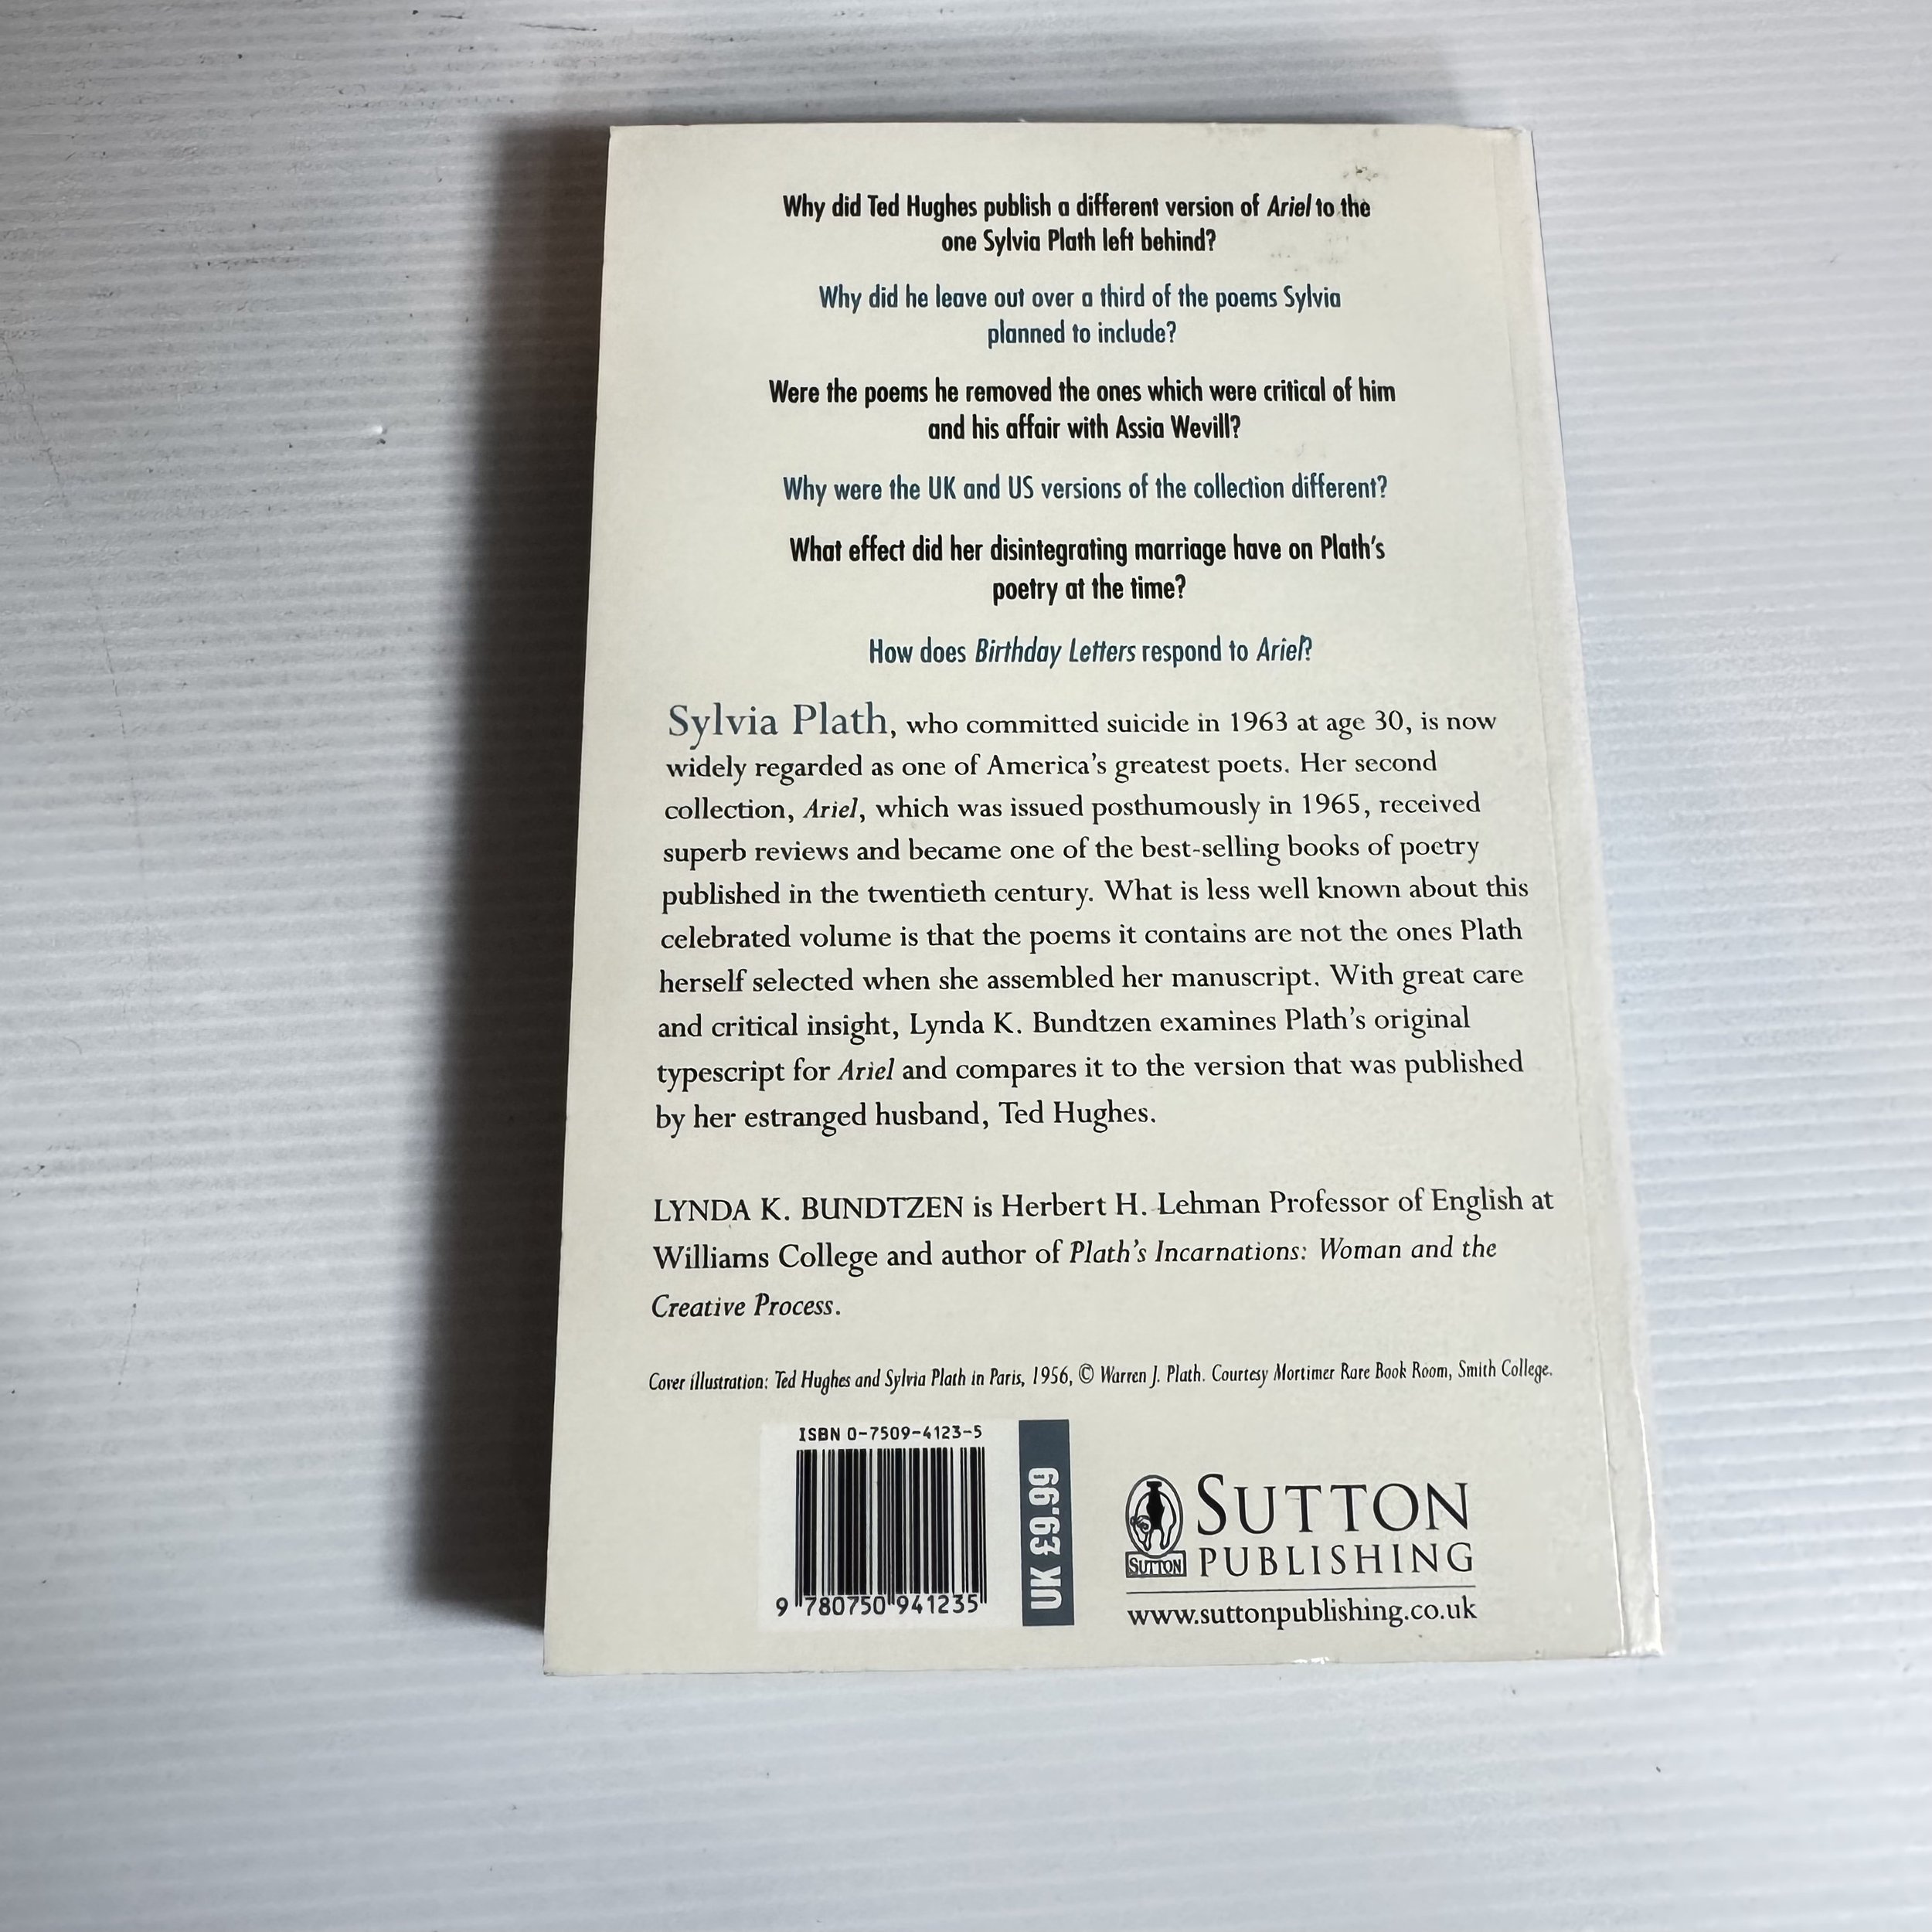 Why did Ted Hughes publish a different version of Ariel to the
one Sylvia Plath left behind?
Why did he leave out over a third of the poems Sylvia
planned to include?
Were the poems he removed the ones which were critical of him
and his affair with Assia Wevill?
Why were the UK and US versions of the collection different?
What effect did her disintegrating marriage have on Plath's
poetry at the time?
How does Birthday Letters respond to Ariel?
Sylvia Plath, who committed suicide in 1963 at age 30, is now
widely regarded as one of America's greatest poets. Her second
collection, Ariel, which was issued posthumously in 1965, received
superb reviews and became one of the best-selling books of poetry
published in the twentieth century. What is less well known about this
celebrated volume is that the poems it contains are not the ones Plath
herself selected when she assembled her manuscript. With great care
and critical insight, Lynda K. Bundtzen examines Plath's original
typescript for Ariel and compares it to the version that was published
by her estranged husband, Ted Hughes.
LYNDA K. BUNDTZEN is Herbert H. Lehman Professor of English at
Williams College and author of Plath's Incarnations: Woman and the
Creative Process.
Cover illustration: Ted Hughes and Sylvia Plath in Paris, 1956, © Warren J. Plath. Courtesy Mortimer Rare Book Room, Smith College.
ISBN 0-7509-4123-5
9 780750 941235
UK £9.99
SUTTON
SUTTON
PUBLISHING
www.suttonpublishing.co.uk